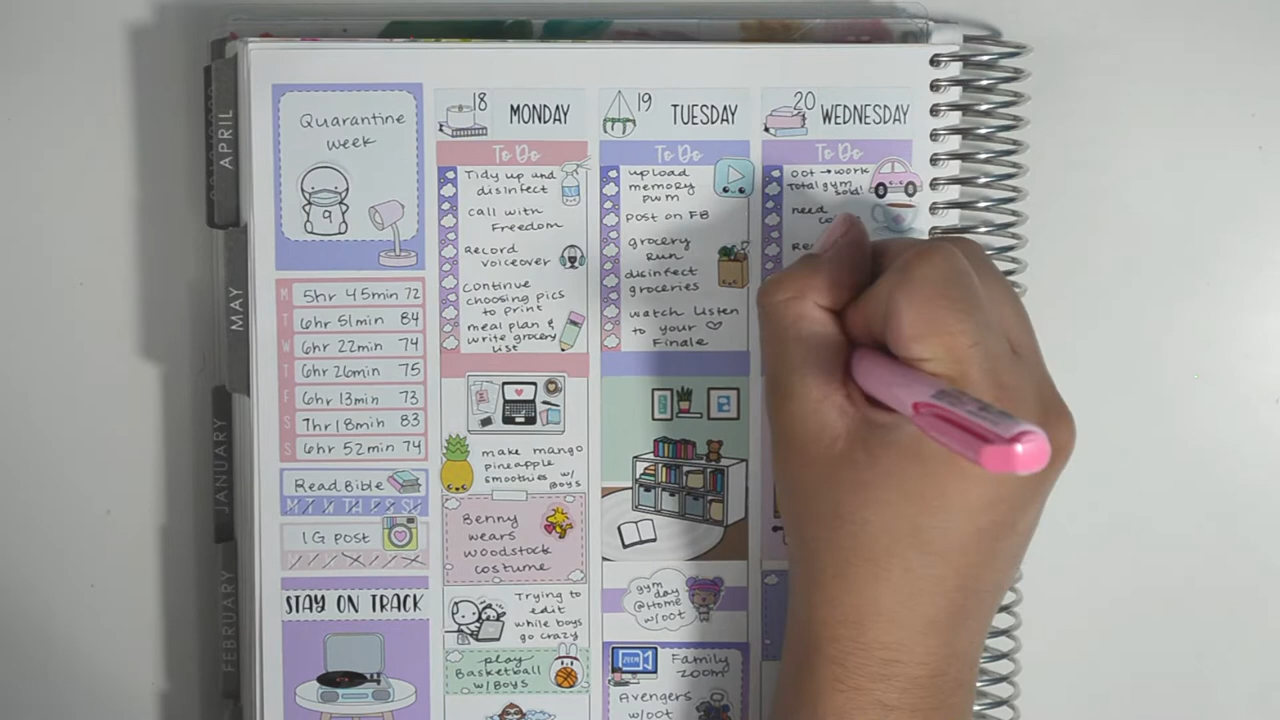 APRIL
MAY
JANUARY
FEBRUARY
Quarantine
week
9
M 5hr 45min 72
T 6hr 51min 84
W 6hr 22min 74
T 6hr 26min 75
F 6hr 13min 73
S 7hr 18min 83
S 6hr 52min 74
Read Bible
M T W TH F S SU
IG post
STAY ON TRACK
18 MONDAY
To Do
Tidy up and
disinfect
call with
Freedom
Record
voiceover
continue
choosing pics
to print
meal plan &
write grocery
list
make mango
pineapple
smoothies w/
Boys
Benny
wears
woodstock
costume
Trying to
edit
while boys
go crazy
play
Basketball
w/Boys
19 TUESDAY
To Do
upload
memory
pwm
post on FB
grocery
Run
disinfect
groceries
watch Listen
to your ♡
Finale
gym
day
@Home
w/oot
ZOOM
Family
zoom
Avengers
w/oot
20 WEDNESDAY
To Do
oot → work
Total gym
sold!
need